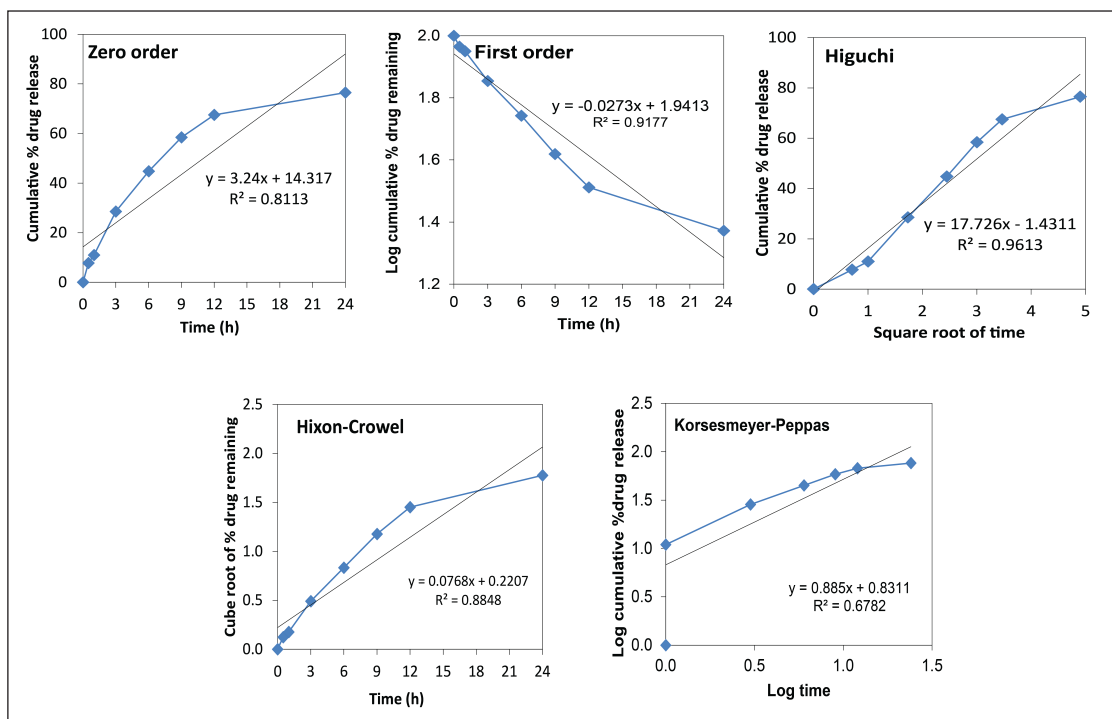 Zero order
Cumulative % drug release
80
60
40
20
0
y = 3.24x + 14.317
R² = 0.8113
0 3 6 9 12 15 18 21 24
Time (h)
First order
Log cumulative % drug remaining
2.0
1.8
1.6
1.4
1.2
y = -0.0273x + 1.9413
R² = 0.9177
0 3 6 9 12 15 18 21 24
Time (h)
Higuchi
Cumulative % drug release
100
80
60
40
20
0
y = 17.726x - 1.4311
R² = 0.9613
0 1 2 3 4 5
Square root of time
Hixon-Crowel
Cube root of % drug remaining
2.5
2.0
1.5
1.0
0.5
0.0
y = 0.0768x + 0.2207
R² = 0.8848
0 3 6 9 12 15 18 21 24
Time (h)
Korsesmeyer-Peppas
Log cumulative %drug release
2.5
2.0
1.5
1.0
0.5
0.0
y = 0.885x + 0.8311
R² = 0.6782
0.0 0.5 1.0 1.5
Log time